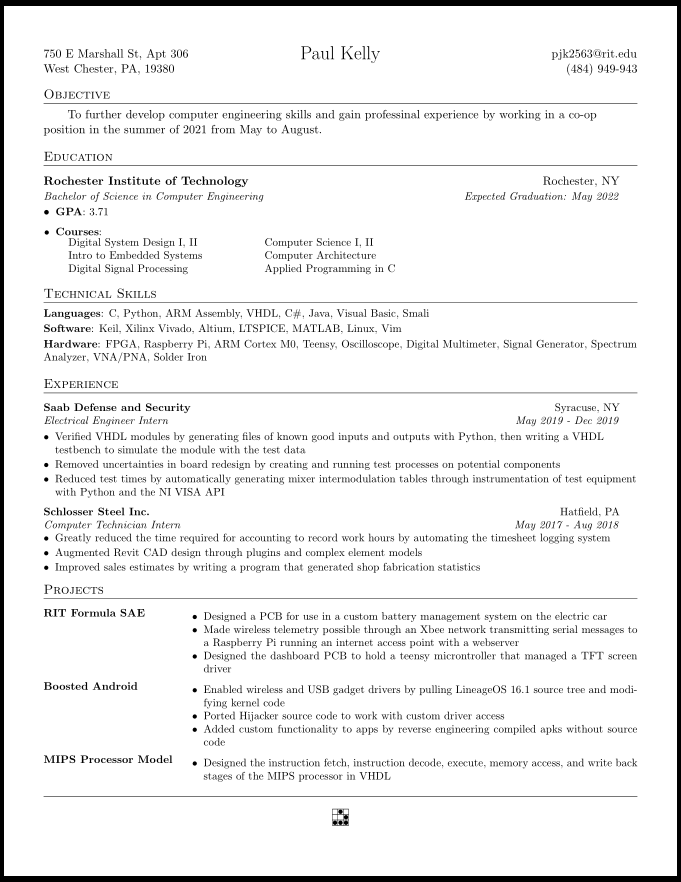 750 E Marshall St, Apt 306 Paul Kelly pjk2563@rit.edu
West Chester, PA, 19380 (484) 949-943
Objective
To further develop computer engineering skills and gain professinal experience by working in a co-op
position in the summer of 2021 from May to August.
Education
Rochester Institute of Technology Rochester, NY
Bachelor of Science in Computer Engineering Expected Graduation: May 2022
• GPA: 3.71
• Courses:
Digital System Design I, II Computer Science I, II
Intro to Embedded Systems Computer Architecture
Digital Signal Processing Applied Programming in C
Technical Skills
Languages: C, Python, ARM Assembly, VHDL, C#, Java, Visual Basic, Smali
Software: Keil, Xilinx Vivado, Altium, LTSPICE, MATLAB, Linux, Vim
Hardware: FPGA, Raspberry Pi, ARM Cortex M0, Teensy, Oscilloscope, Digital Multimeter, Signal Generator, Spectrum
Analyzer, VNA/PNA, Solder Iron
Experience
Saab Defense and Security Syracuse, NY
Electrical Engineer Intern May 2019 - Dec 2019
• Verified VHDL modules by generating files of known good inputs and outputs with Python, then writing a VHDL
testbench to simulate the module with the test data
• Removed uncertainties in board redesign by creating and running test processes on potential components
• Reduced test times by automatically generating mixer intermodulation tables through instrumentation of test equipment
with Python and the NI VISA API
Schlosser Steel Inc. Hatfield, PA
Computer Technician Intern May 2017 - Aug 2018
• Greatly reduced the time required for accounting to record work hours by automating the timesheet logging system
• Augmented Revit CAD design through plugins and complex element models
• Improved sales estimates by writing a program that generated shop fabrication statistics
Projects
RIT Formula SAE • Designed a PCB for use in a custom battery management system on the electric car
• Made wireless telemetry possible through an Xbee network transmitting serial messages to
a Raspberry Pi running an internet access point with a webserver
• Designed the dashboard PCB to hold a teensy microntroller that managed a TFT screen
driver
Boosted Android • Enabled wireless and USB gadget drivers by pulling LineageOS 16.1 source tree and modi-
fying kernel code
• Ported Hijacker source code to work with custom driver access
• Added custom functionality to apps by reverse engineering compiled apks without source
code
MIPS Processor Model • Designed the instruction fetch, instruction decode, execute, memory access, and write back
stages of the MIPS processor in VHDL